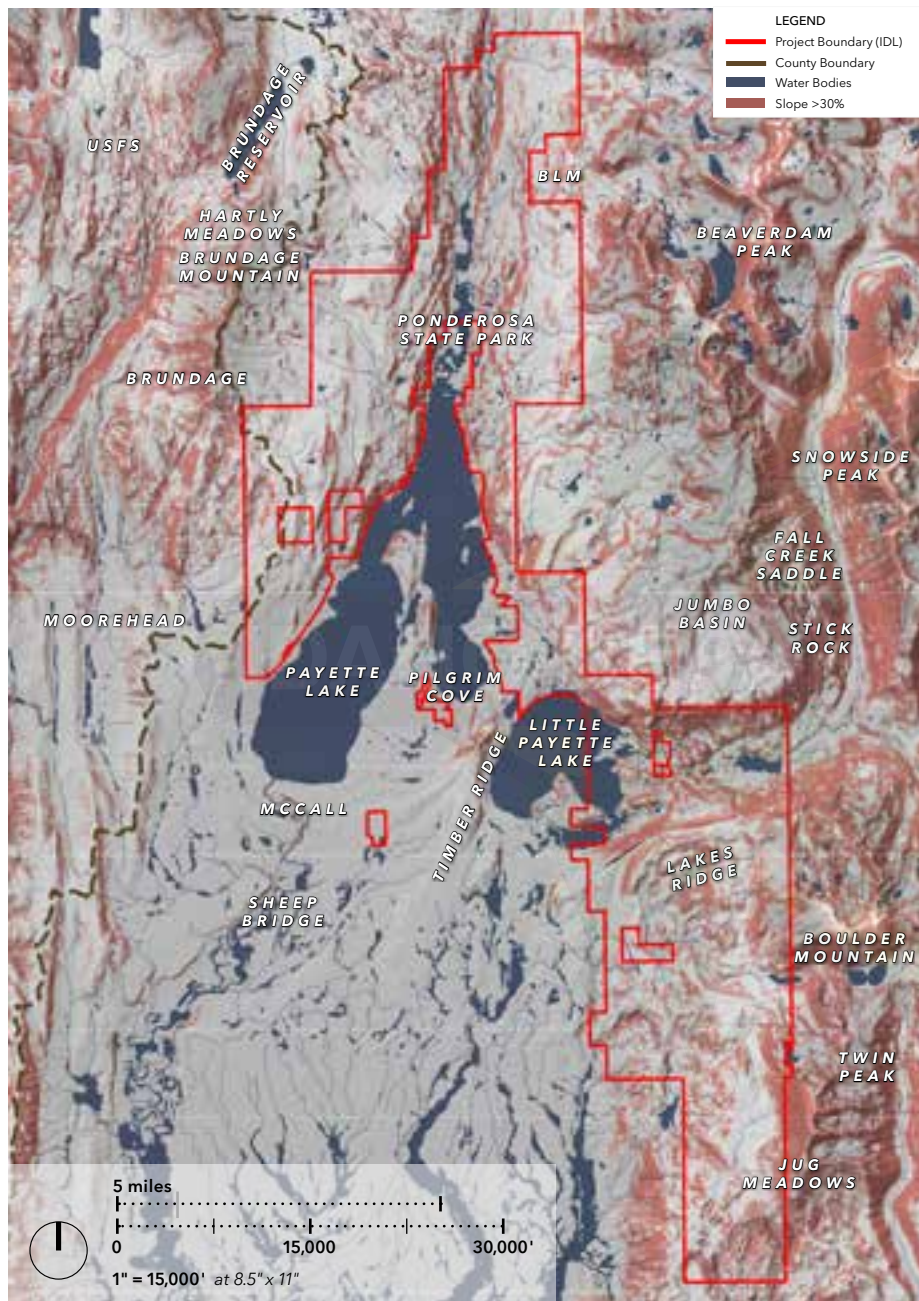 LEGEND
Project Boundary (IDL)
County Boundary
Water Bodies
Slope >30%
BRUNDAGE
RESERVOIR
USFS
BLM
HARTLY
MEADOWS
BRUNDAGE
MOUNTAIN
BEAVERDAM
PEAK
PONDEROSA
STATE PARK
BRUNDAGE
SNOWSIDE
PEAK
FALL
CREEK
SADDLE
MOOREHEAD
JUMBO
BASIN
STICK
ROCK
PAYETTE
LAKE
PILGRIM
COVE
LITTLE
PAYETTE
LAKE
TIMBER RIDGE
MCCALL
LAKES
RIDGE
SHEEP
BRIDGE
BOULDER
MOUNTAIN
TWIN
PEAK
JUG
MEADOWS
5 miles
0 15,000 30,000'
1" = 15,000' at 8.5" x 11"